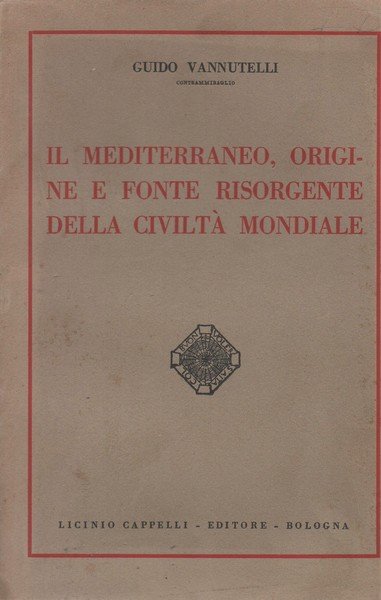 GUIDO VANNUTELLI
CONTRAMMIRAGLIO
IL MEDITERRANEO, ORIGI-
NE E FONTE RISORGENTE
DELLA CIVILTÀ MONDIALE
LICINIO CAPPELLI - EDITORE - BOLOGNA